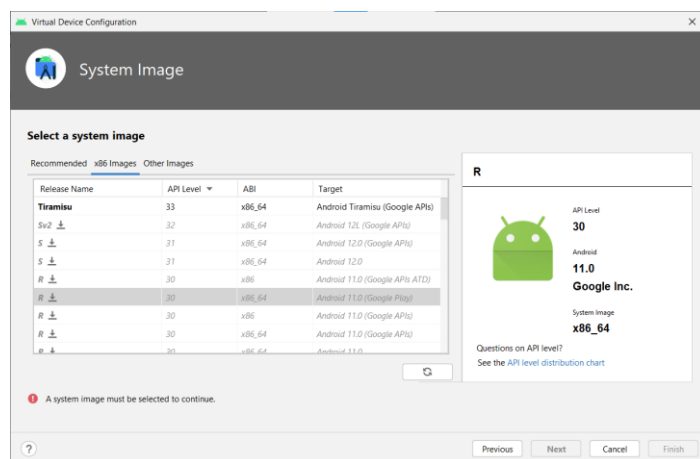 Virtual Device Configuration
System Image
Select a system image
Recommended x86 Images Other Images
Release Name API Level ABI Target
Tiramisu 33 x86_64 Android Tiramisu (Google APIs)
Sv2 32 x86_64 Android 12L (Google APIs)
S 31 x86_64 Android 12.0 (Google APIs)
S 31 x86_64 Android 12.0
R 30 x86 Android 11.0 (Google APIs ATD)
R 30 x86_64 Android 11.0 (Google Play)
R 30 x86 Android 11.0 (Google APIs)
R 30 x86_64 Android 11.0 (Google APIs)
R 30 x86_64 Android 11.0
R
API Level
30
Android
11.0
Google Inc.
System Image
x86_64
Questions on API level?
See the API level distribution chart
A system image must be selected to continue.
? Previous Next Cancel Finish